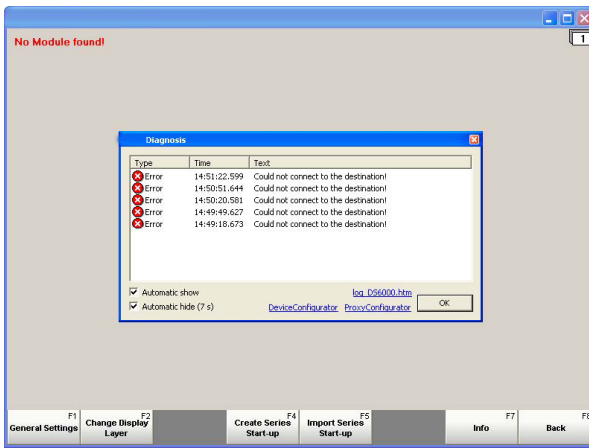 No Module found!
1
Diagnosis
Type Time Text
Error 14:51:22.599 Could not connect to the destination!
Error 14:50:51.644 Could not connect to the destination!
Error 14:50:20.581 Could not connect to the destination!
Error 14:49:49.627 Could not connect to the destination!
Error 14:49:18.673 Could not connect to the destination!
Automatic show
log_DS6000.htm
Automatic hide (7 s)
DeviceConfigurator ProxyConfigurator
OK
F1
General Settings
F2
Change Display
Layer
F4
Create Series
Start-up
F5
Import Series
Start-up
F7
Info
F8
Back